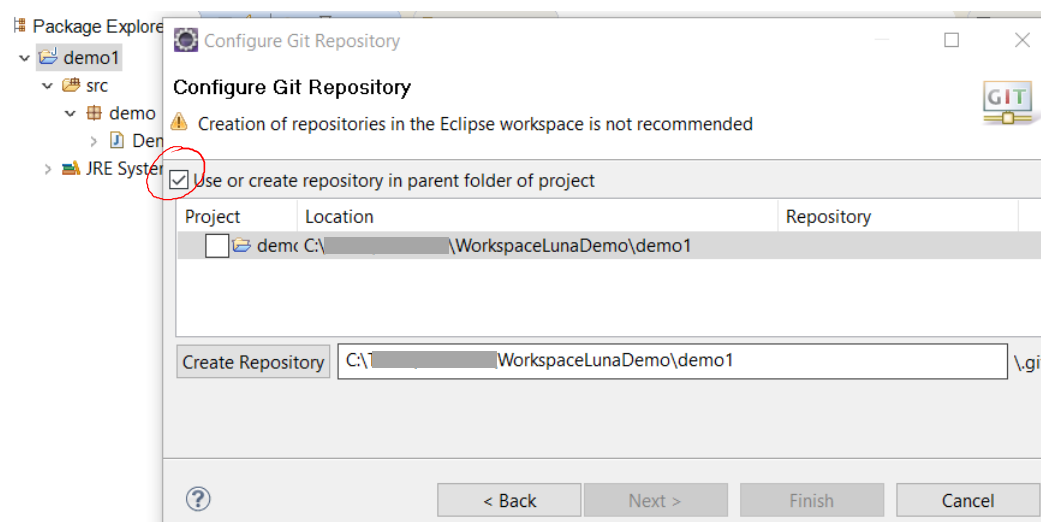 Package Explore
Configure Git Repository
demo1
Configure Git Repository
src
GIT
demo
Creation of repositories in the Eclipse workspace is not recommended
Den
JRE System
Use or create repository in parent folder of project
Project Location Repository
demo C:\ \WorkspaceLunaDemo\demo1
Create Repository C:\ WorkspaceLunaDemo\demo1 \.gi
? < Back Next > Finish Cancel